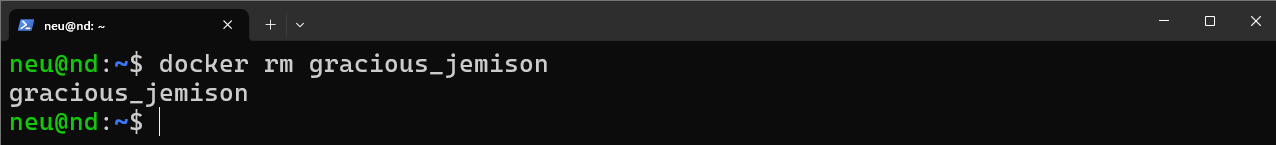 neu@nd: ~
neu@nd:~$ docker rm gracious_jemison
gracious_jemison
neu@nd:~$